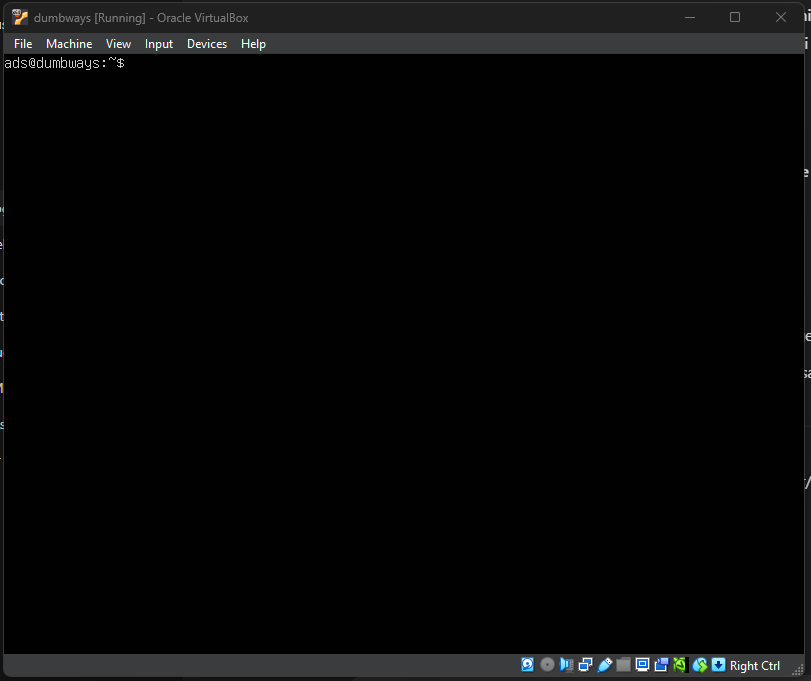 dumbways [Running] - Oracle VirtualBox
File Machine View Input Devices Help
ads@dumbways:~$
Right Ctrl